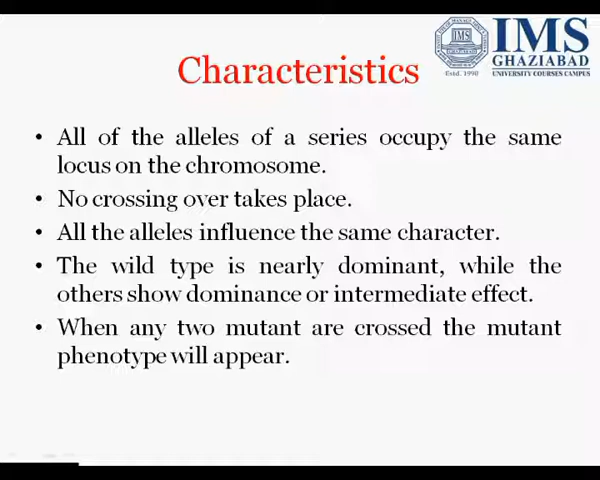 IMS
GHAZIABAD
Estd. 1990
UNIVERSITY COURSES CAMPUS
Characteristics
• All of the alleles of a series occupy the same
locus on the chromosome.
• No crossing over takes place.
• All the alleles influence the same character.
• The wild type is nearly dominant, while the
others show dominance or intermediate effect.
• When any two mutant are crossed the mutant
phenotype will appear.